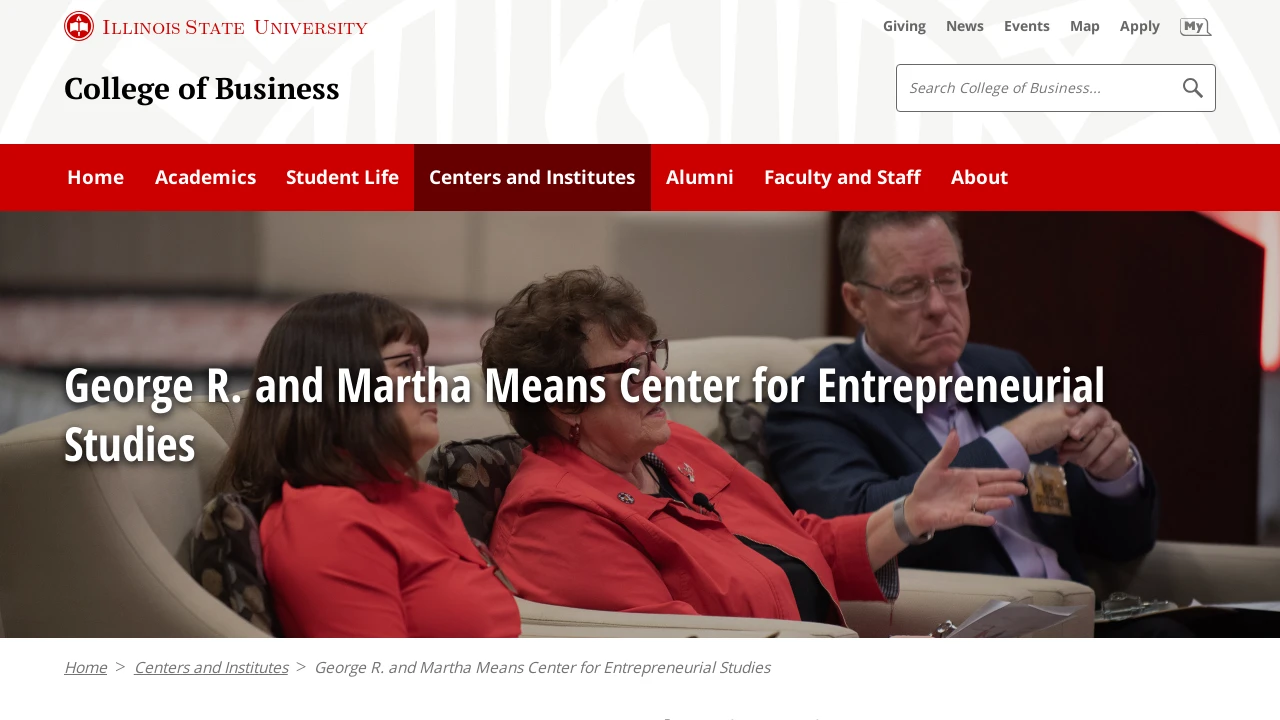 Illinois State University
Giving News Events Map Apply My
College of Business
Search College of Business...
Home Academics Student Life Centers and Institutes Alumni Faculty and Staff About
George R. and Martha Means Center for Entrepreneurial
Studies
Home > Centers and Institutes > George R. and Martha Means Center for Entrepreneurial Studies